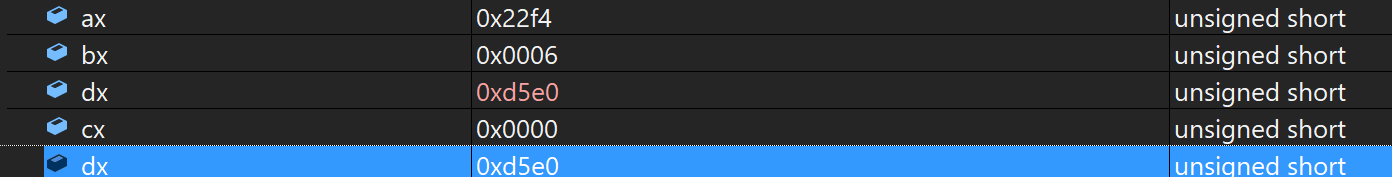 ax 0x22f4 unsigned short
bx 0x0006 unsigned short
dx 0xd5e0 unsigned short
cx 0x0000 unsigned short
dx 0xd5e0 unsigned short